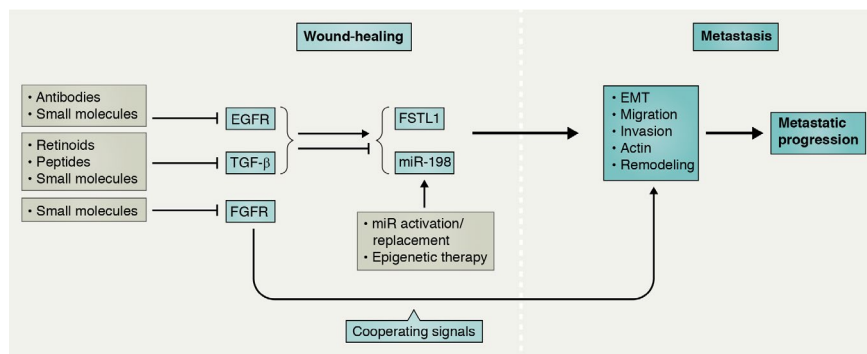 Wound-healing
Metastasis
• Antibodies
• Small molecules
EGFR
• Retinoids
• Peptides
• Small molecules
TGF-β
• Small molecules
FGFR
FSTL1
miR-198
• miR activation/
replacement
• Epigenetic therapy
• EMT
• Migration
• Invasion
• Actin
• Remodeling
Metastatic
progression
Cooperating signals